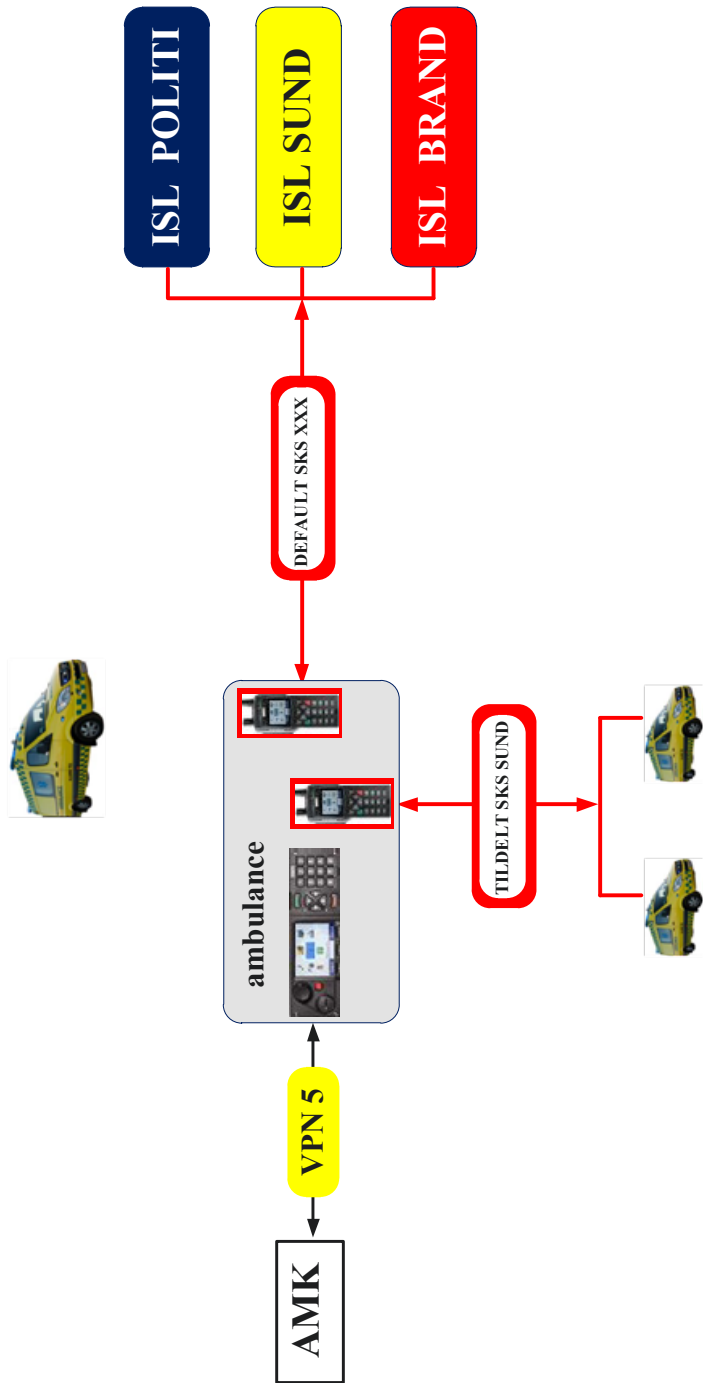 ISL POLITI
ISL SUND
ISL BRAND
DEFAULT SKS XXX
ambulance
TILDELT SKS SUND
VPN 5
AMK